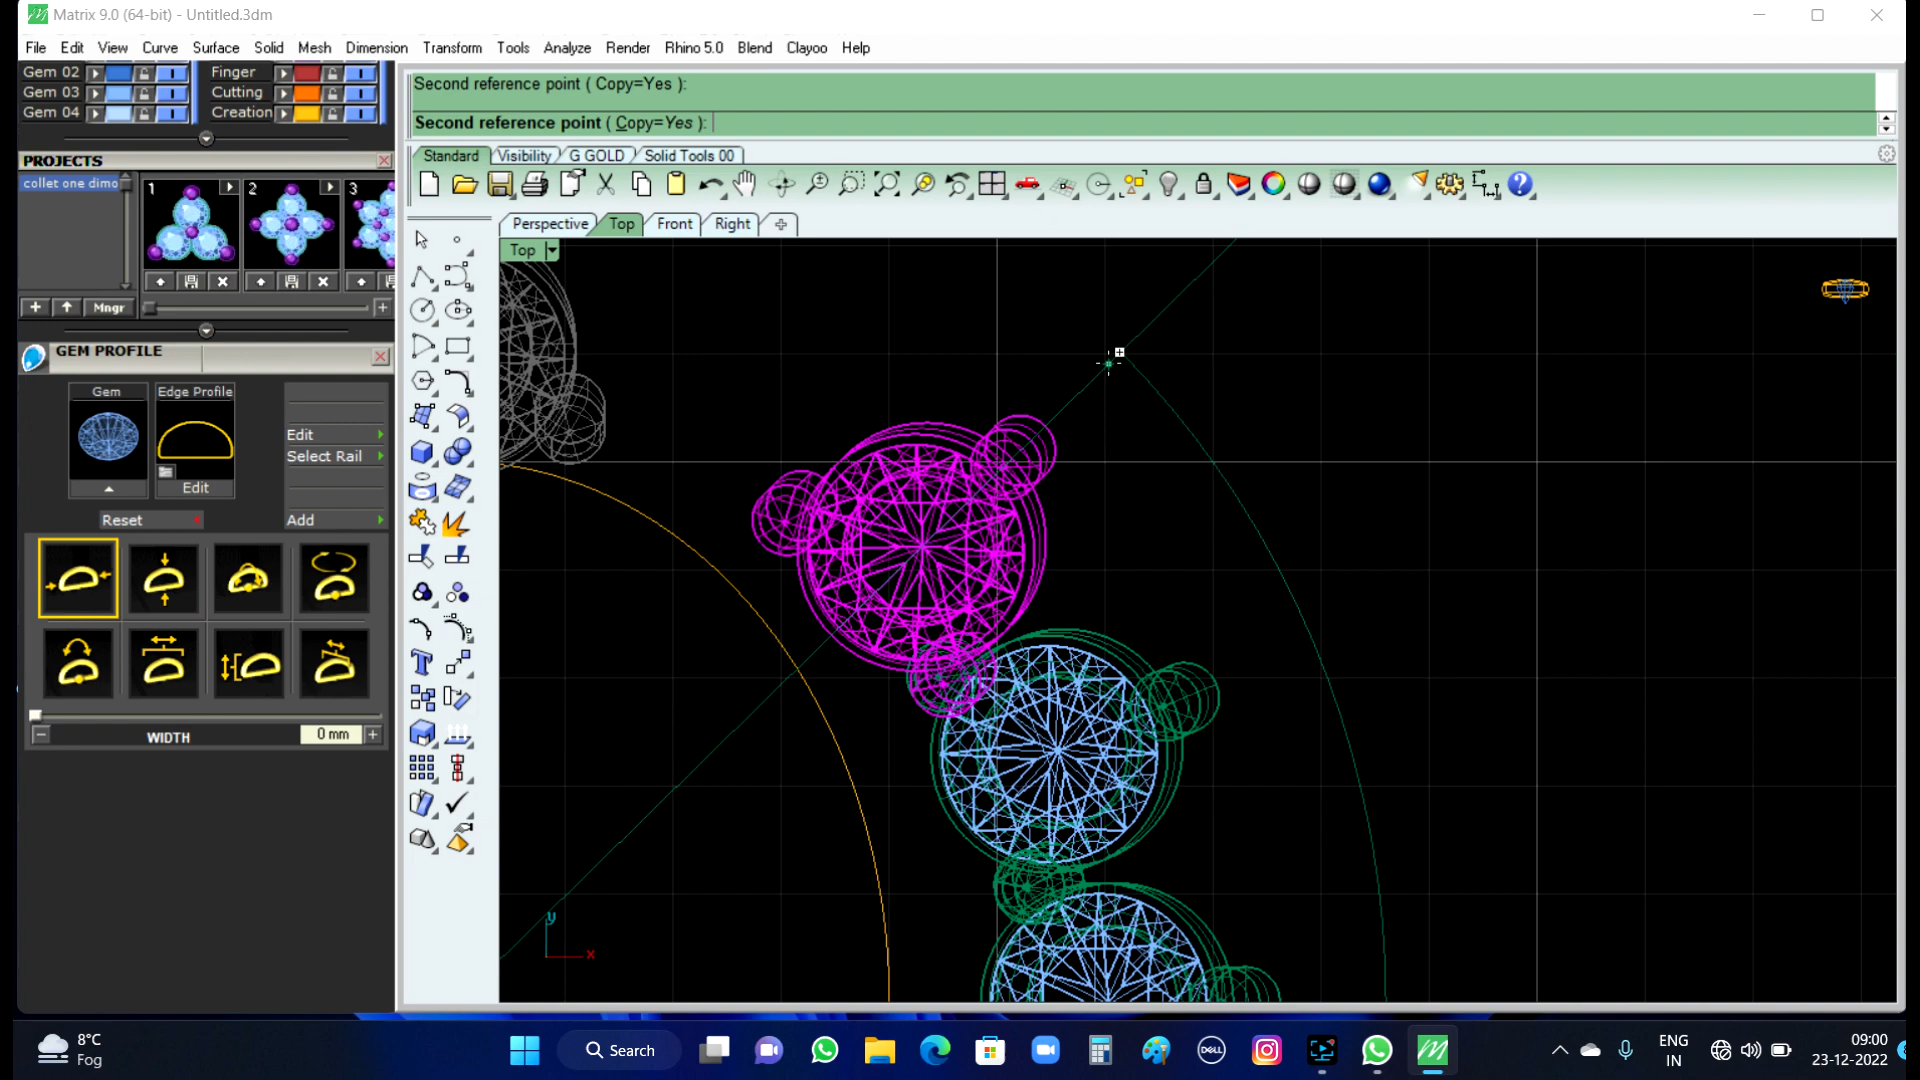 Matrix 9.0 (64-bit) - Untitled.3dm
File Edit View Curve Surface Solid Mesh Dimension Transform Tools Analyze Render Rhino 5.0 Blend Clayoo Help
Gem 02 Finger
Gem 03 Cutting
Gem 04 Creation
Second reference point ( Copy=Yes ):
Second reference point ( Copy=Yes ):
PROJECTS
collet one dimo
1 2 3
Mngr
Standard Visibility G GOLD Solid Tools 00
Perspective Top Front Right
Top
GEM PROFILE
Gem Edge Profile
Edit
Select Rail
Edit
Reset
Add
WIDTH 0 mm
y
x
8°C
Fog
Search
DELL
ENG
IN
09:00
23-12-2022